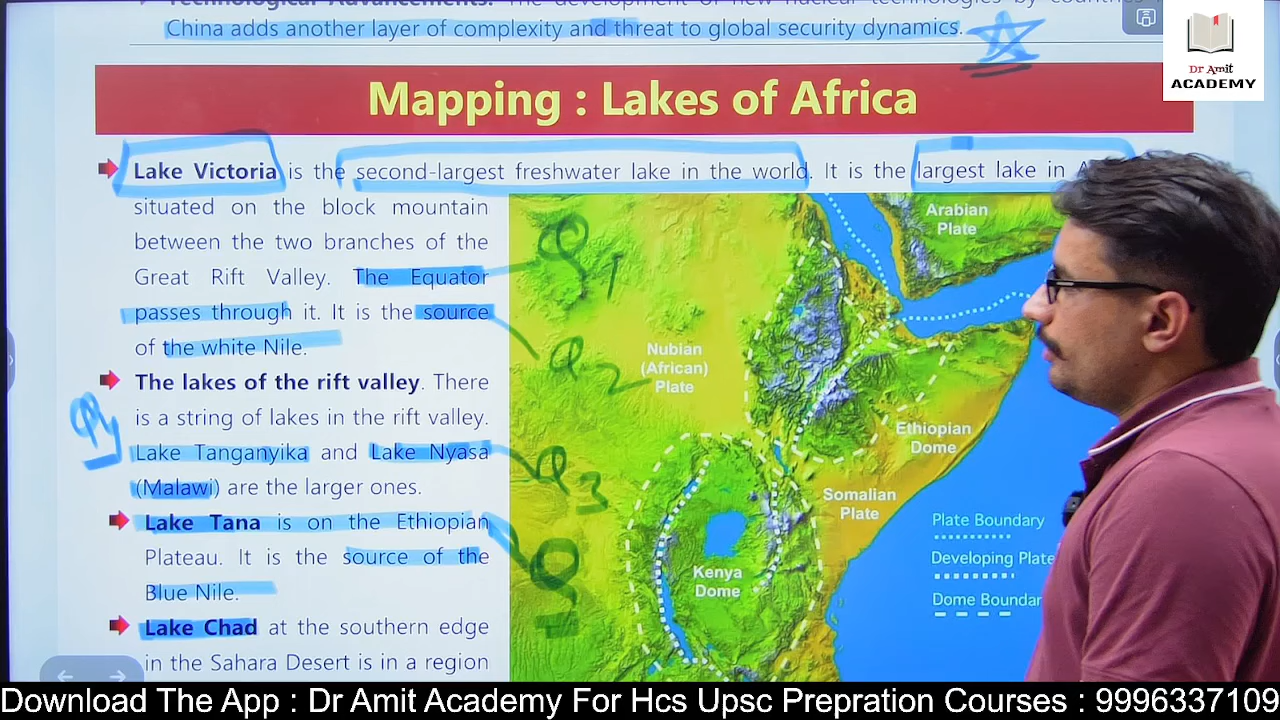 China adds another layer of complexity and threat to global security dynamics.
Dr Amit
ACADEMY
Mapping : Lakes of Africa
Lake Victoria is the second-largest freshwater lake in the world. It is the largest lake in
situated on the block mountain
between the two branches of the
Great Rift Valley. The Equator
passes through it. It is the source
of the white Nile.
The lakes of the rift valley. There
is a string of lakes in the rift valley.
Lake Tanganyika and Lake Nyasa
(Malawi) are the larger ones.
Lake Tana is on the Ethiopian
Plateau. It is the source of the
Blue Nile.
Lake Chad at the southern edge
in the Sahara Desert is in a region
Arabian
Plate
Nubian
(African)
Plate
Ethiopian
Dome
Somalian
Plate
Kenya
Dome
Plate Boundary
Developing Plate
Dome Boundar
Q1
Q2
Q3
Download The App : Dr Amit Academy For Hcs Upsc Prepration Courses : 9996337109